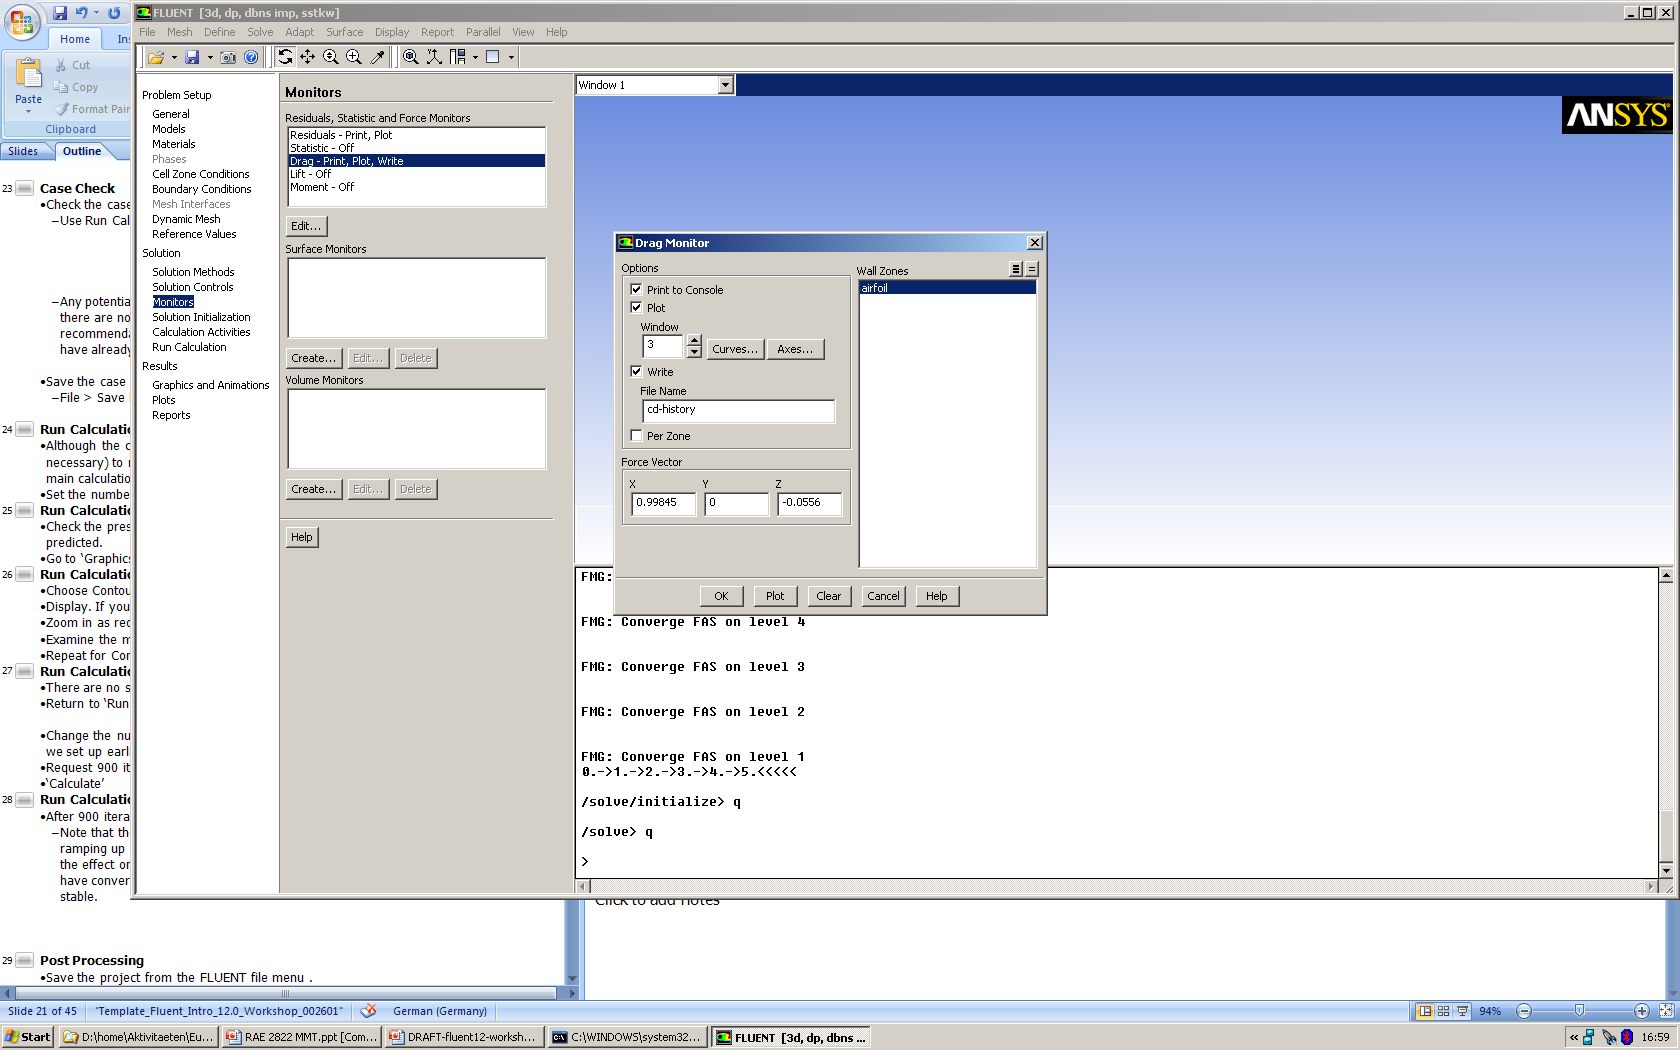 FLUENT [3d, dp, dbns imp, sstkw]
File Mesh Define Solve Adapt Surface Display Report Parallel View Help
Home
Ins
Paste
Cut
Copy
Format Pain
Clipboard
Slides
Outline
23 Case Check
•Check the case
–Use Run Cal
–Any potentia
there are no
recommenda
have already
•Save the case
–File > Save
24 Run Calculatio
•Although the c
necessary) to r
main calculatio
•Set the numbe
25 Run Calculatio
•Check the pres
predicted.
•Go to ‘Graphics
26 Run Calculatio
•Choose Contou
•Display. If you
•Zoom in as rec
•Examine the m
•Repeat for Cor
27 Run Calculatio
•There are no s
•Return to ‘Run
•Change the nu
we set up earl
•Request 900 it
•‘Calculate’
28 Run Calculatio
•After 900 itera
–Note that th
ramping up
the effect or
have conver
stable.
29 Post Processing
•Save the project from the FLUENT file menu .
Problem Setup
General
Models
Materials
Phases
Cell Zone Conditions
Boundary Conditions
Mesh Interfaces
Dynamic Mesh
Reference Values
Solution
Solution Methods
Solution Controls
Monitors
Solution Initialization
Calculation Activities
Run Calculation
Results
Graphics and Animations
Plots
Reports
Monitors
Residuals, Statistic and Force Monitors
Residuals - Print, Plot
Statistic - Off
Drag - Print, Plot, Write
Lift - Off
Moment - Off
Edit...
Surface Monitors
Create... Edit... Delete
Volume Monitors
Create... Edit... Delete
Help
Window 1
ANSYS
Drag Monitor
Options
Print to Console
Plot
Window
3
Curves... Axes...
Write
File Name
cd-history
Per Zone
Force Vector
X Y Z
0.99845 0 -0.0556
Wall Zones
airfoil
OK Plot Clear Cancel Help
FMG:
FMG: Converge FAS on level 4
FMG: Converge FAS on level 3
FMG: Converge FAS on level 2
FMG: Converge FAS on level 1
0.->1.->2.->3.->4.->5.<<<<<
/solve/initialize> q
/solve> q
>
Click to add notes
Slide 21 of 45
"Template_Fluent_Intro_12.0_Workshop_002601"
German (Germany)
94%
Start
D:\home\Aktivitaeten\Eu...
RAE 2822 MMT.ppt [Com...
DRAFT-fluent12-worksh...
C:\WINDOWS\system32...
FLUENT [3d, dp, dbns ...
16:59